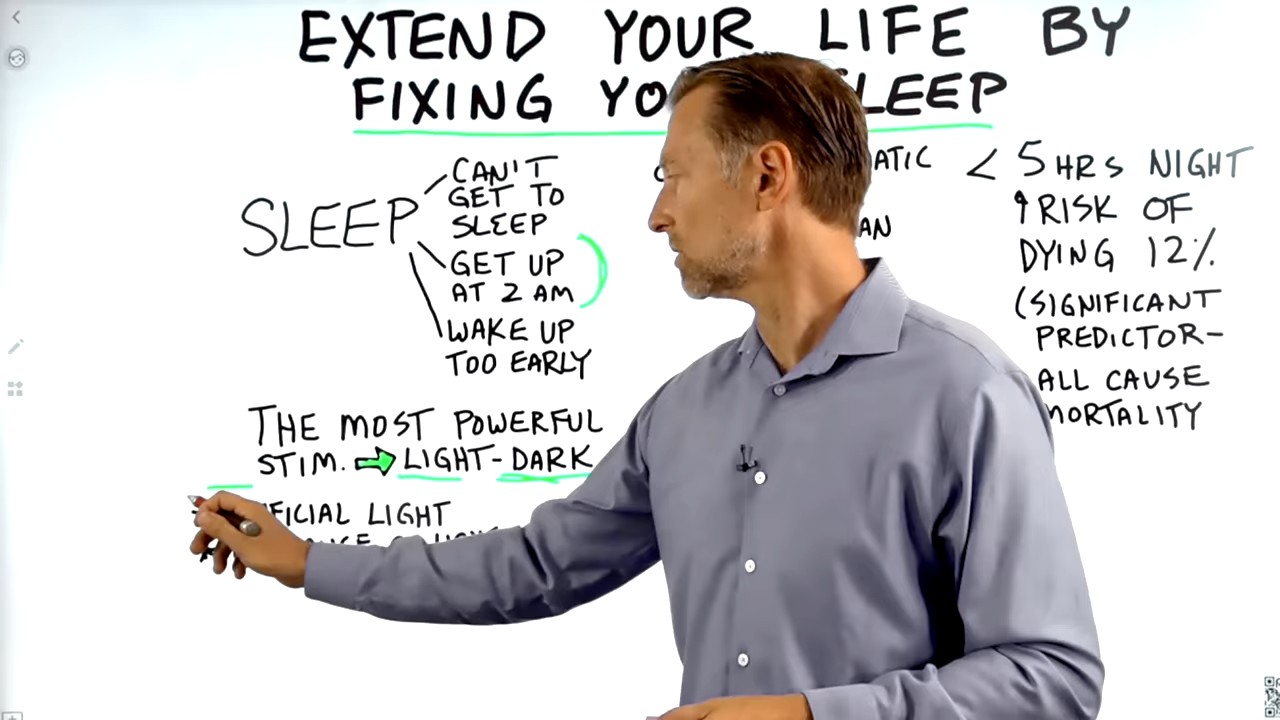 EXTEND YOUR LIFE BY
FIXING LEEP
SLEEP
CAN'T
GET TO
SLEEP
GET UP
AT 2 AM
WAKE UP
TOO EARLY
THE MOST POWERFUL
STIM. → LIGHT-DARK
FICIAL LIGHT
ATIC
AN
< 5 HRS NIGHT
↑RISK OF
DYING 12%
(SIGNIFICANT
PREDICTOR-
ALL CAUSE
MORTALITY